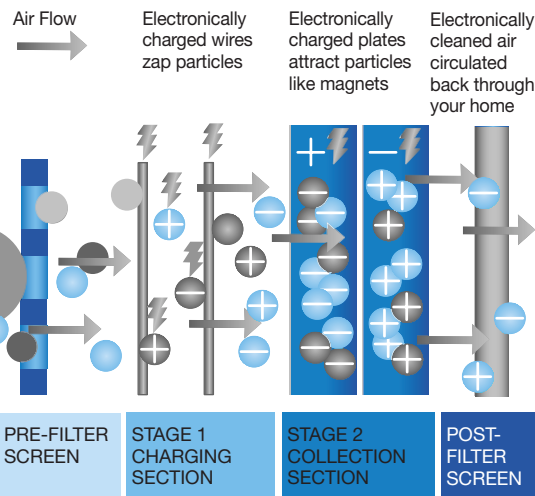 Air Flow
Electronically
charged wires
zap particles
Electronically
charged plates
attract particles
like magnets
Electronically
cleaned air
circulated
back through
your home
PRE-FILTER
SCREEN
STAGE 1
CHARGING
SECTION
STAGE 2
COLLECTION
SECTION
POST-
FILTER
SCREEN